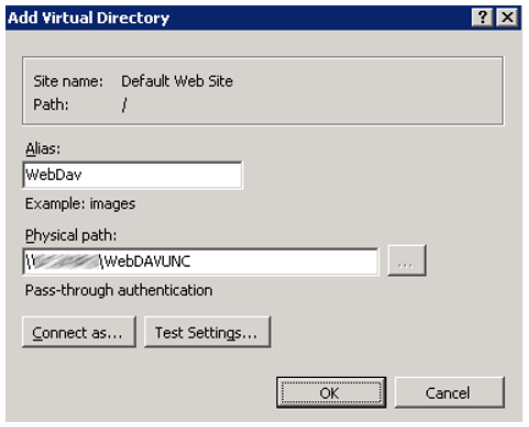 Add Virtual Directory
Site name: Default Web Site
Path: /
Alias:
WebDav
Example: images
Physical path:
\\ \WebDAVUNC
...
Pass-through authentication
Connect as... Test Settings...
OK Cancel